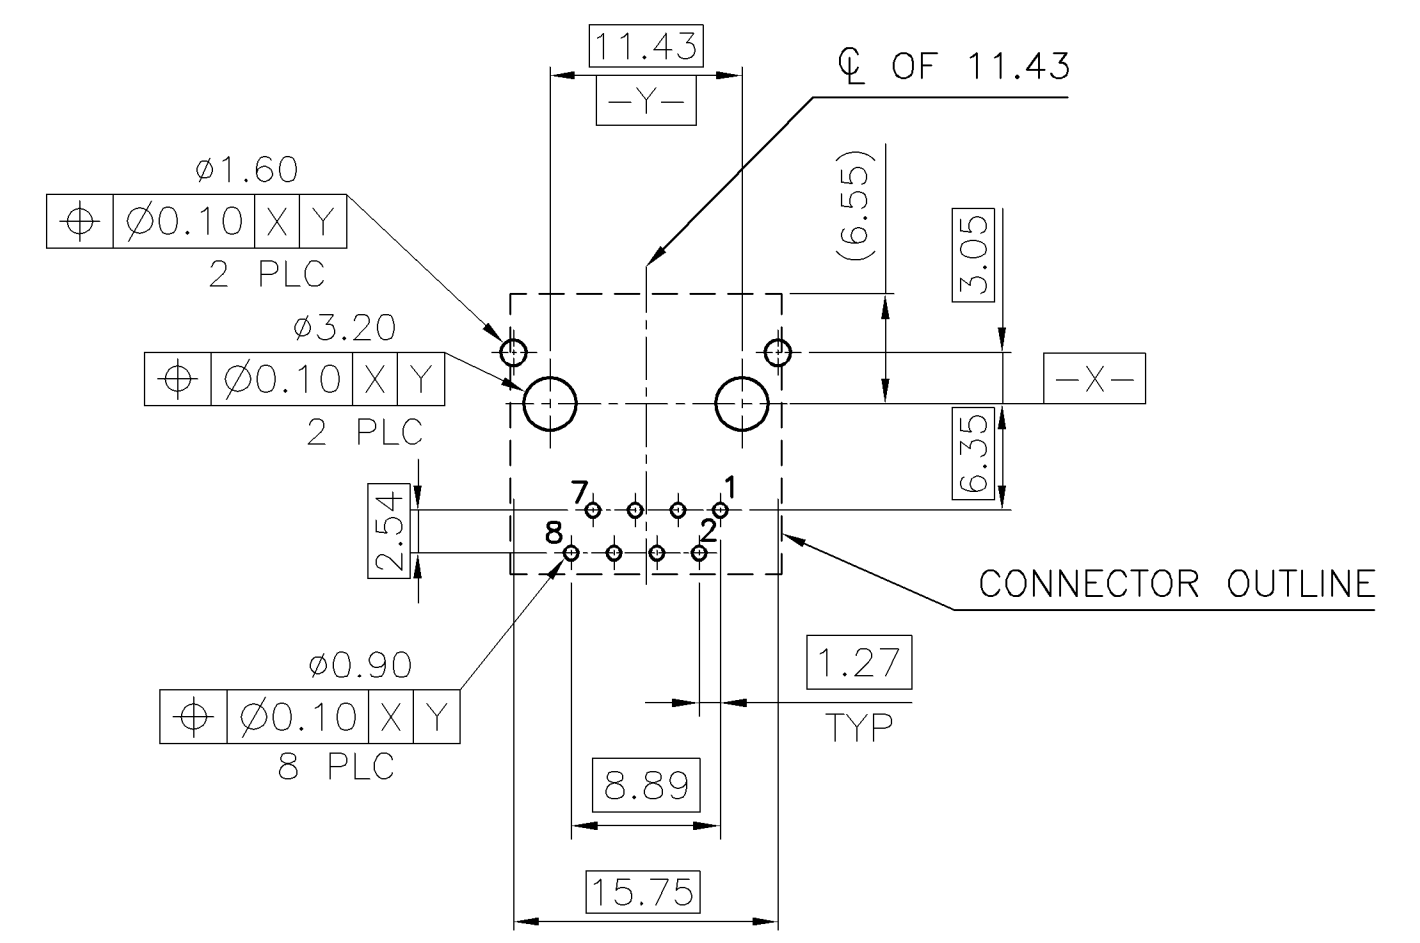 11.43
-Y-
℄ OF 11.43
ø1.60
⌖ Ø0.10 X Y
2 PLC
(6.55)
3.05
ø3.20
⌖ Ø0.10 X Y
2 PLC
-X-
6.35
7
1
8
2
2.54
CONNECTOR OUTLINE
ø0.90
⌖ Ø0.10 X Y
8 PLC
1.27
TYP
8.89
15.75